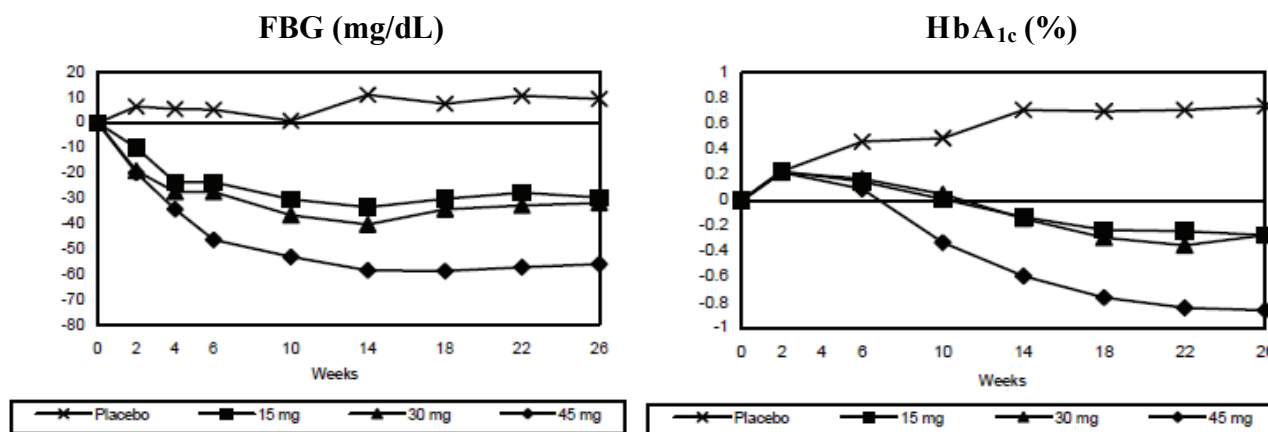 FBG (mg/dL)
20
10
0
-10
-20
-30
-40
-50
-60
-70
-80
0 2 4 6 10 14 18 22 26
Weeks
Placebo 15 mg 30 mg 45 mg
HbA1c (%)
1
0.8
0.6
0.4
0.2
0
-0.2
-0.4
-0.6
-0.8
-1
0 2 4 6 10 14 18 22 26
Weeks
Placebo 15 mg 30 mg 45 mg